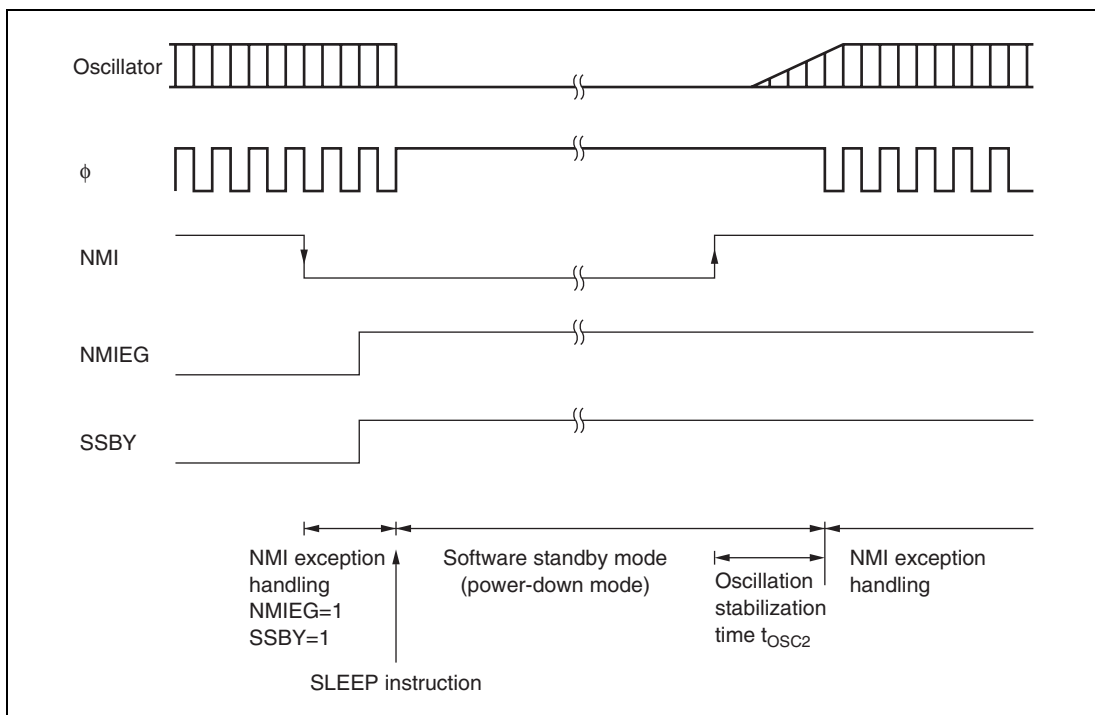 Oscillator
ϕ
NMI
NMIEG
SSBY
NMI exception
handling
NMIEG=1
SSBY=1
Software standby mode
(power-down mode)
Oscillation
stabilization
time tOSC2
NMI exception
handling
SLEEP instruction